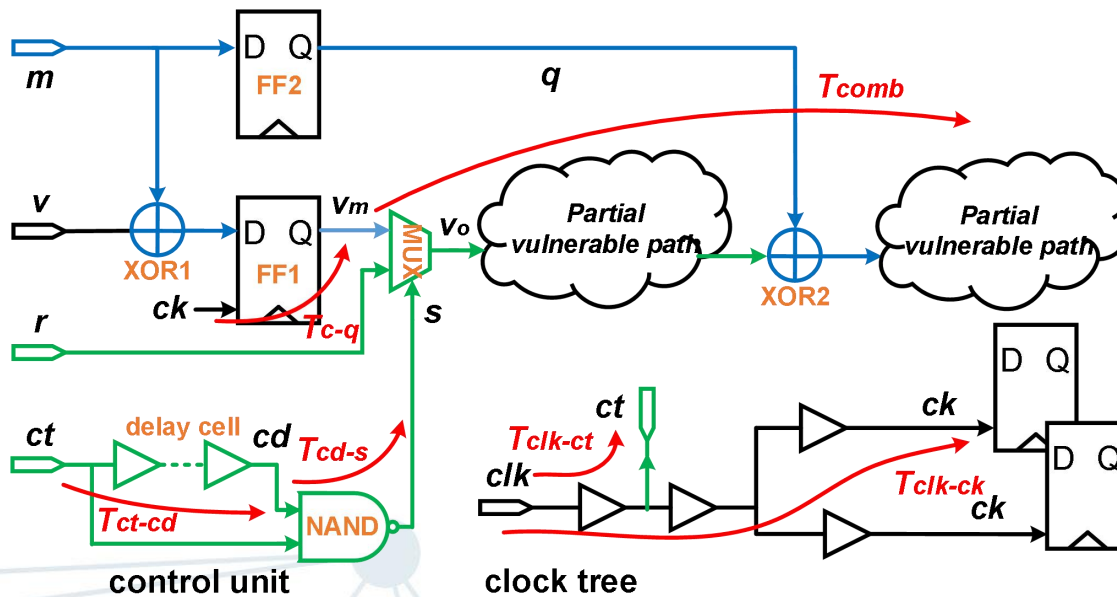 D Q
FF2
m
q
Tcomb
v
XOR1
D Q
FF1
vm
MUX
vo
Partial
vulnerable path
XOR2
Partial
vulnerable path
ck
Tc-q
s
r
ct
delay cell
cd
Tcd-s
Tct-cd
NAND
control unit
ct
Tclk-ct
clk
ck
D Q
Tclk-ck
D Q
ck
clock tree